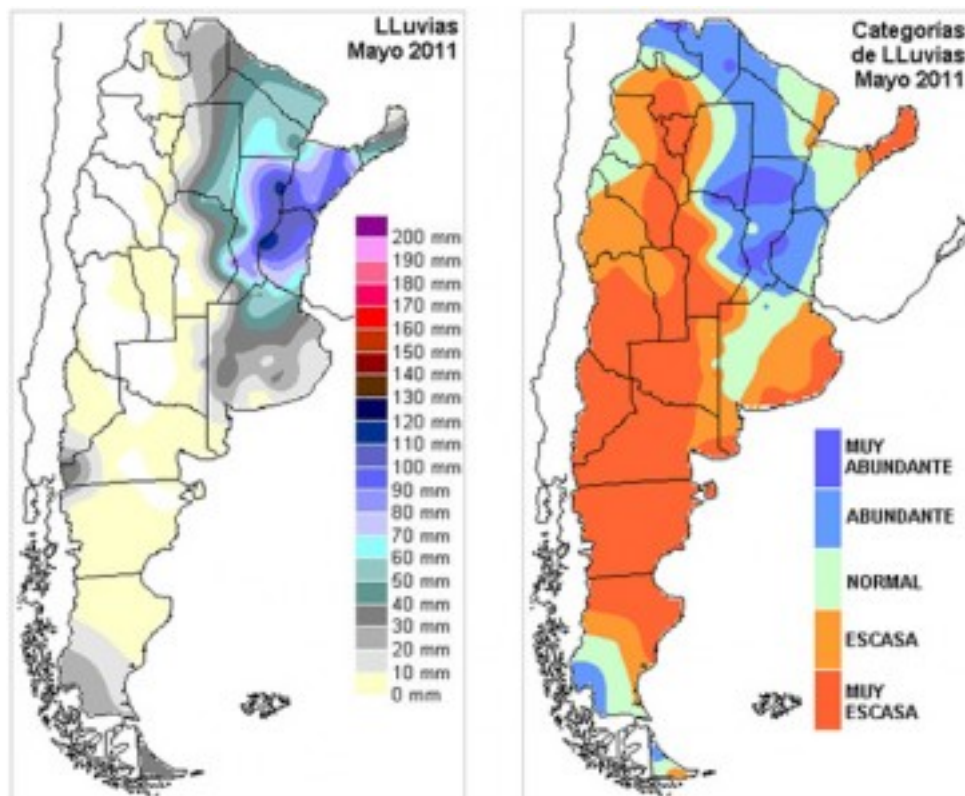 LLuvias
Mayo 2011
200 mm
190 mm
180 mm
170 mm
160 mm
150 mm
140 mm
130 mm
120 mm
110 mm
100 mm
90 mm
80 mm
70 mm
60 mm
50 mm
40 mm
30 mm
20 mm
10 mm
0 mm
Categorias
de LLuvias
Mayo 2011
MUY
ABUNDANTE
ABUNDANTE
NORMAL
ESCASA
MUY
ESCASA